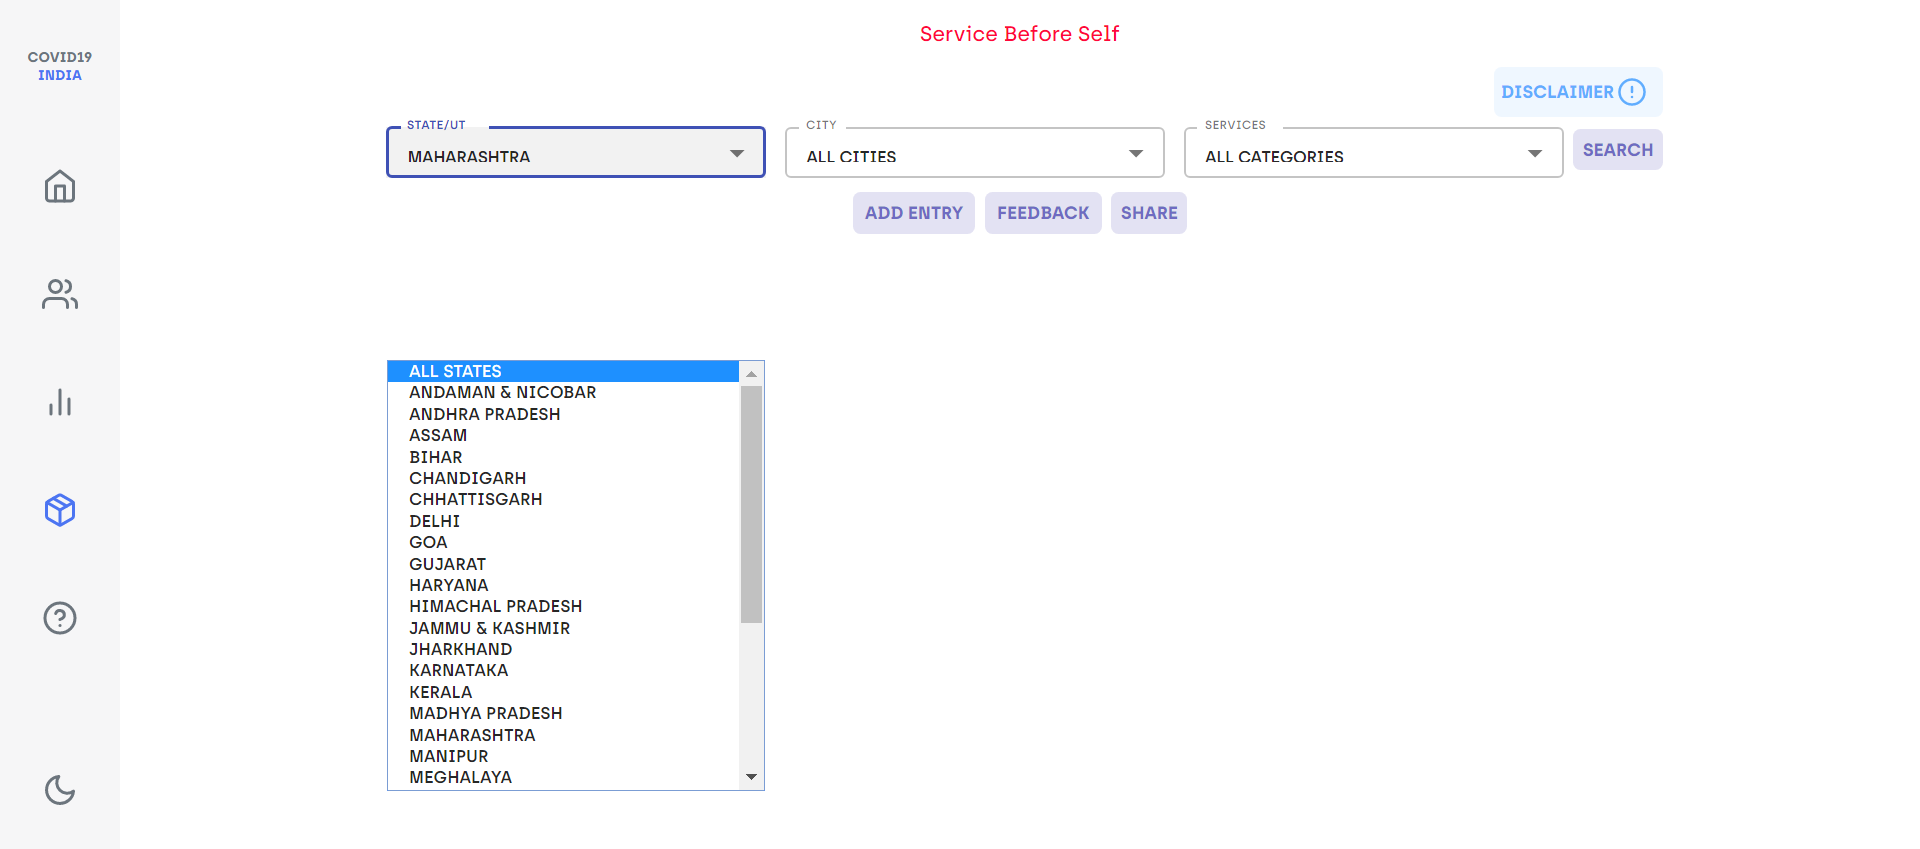 COVID19
INDIA
Service Before Self
DISCLAIMER
STATE/UT
MAHARASHTRA
CITY
ALL CITIES
SERVICES
ALL CATEGORIES
SEARCH
ADD ENTRY
FEEDBACK
SHARE
ALL STATES
ANDAMAN & NICOBAR
ANDHRA PRADESH
ASSAM
BIHAR
CHANDIGARH
CHHATTISGARH
DELHI
GOA
GUJARAT
HARYANA
HIMACHAL PRADESH
JAMMU & KASHMIR
JHARKHAND
KARNATAKA
KERALA
MADHYA PRADESH
MAHARASHTRA
MANIPUR
MEGHALAYA